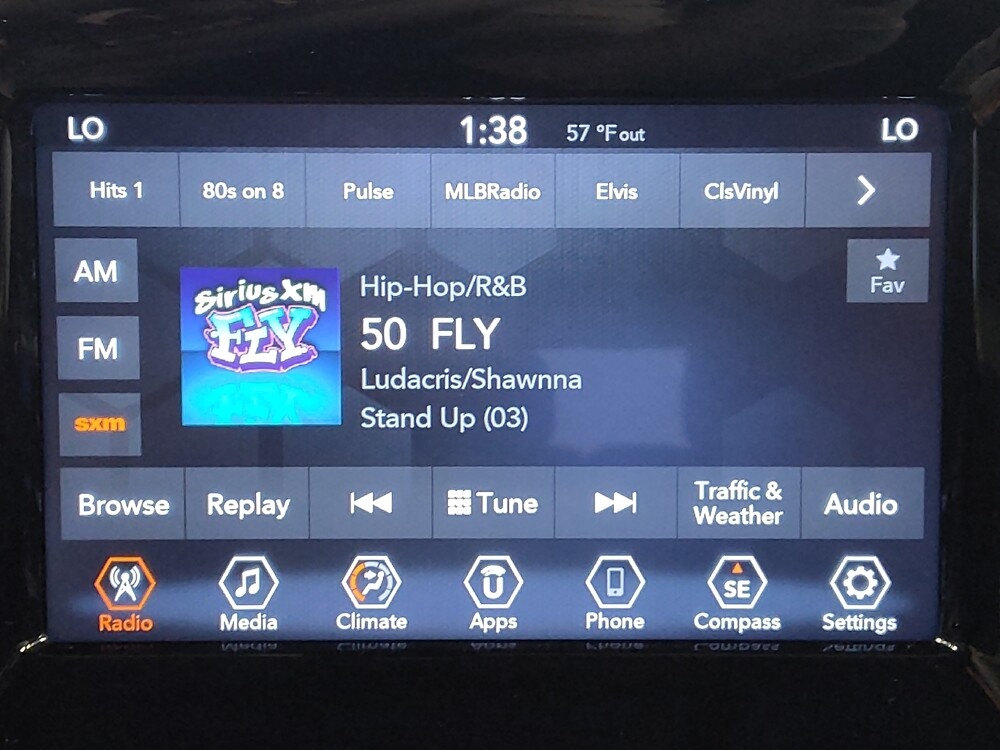 LO 1:38 57 °F out LO
Hits 1 80s on 8 Pulse MLBRadio Elvis ClsVinyl
AM
FM
sxm
SiriusXM
FLY
Hip-Hop/R&B
50 FLY
Ludacris/Shawnna
Stand Up (03)
Fav
Browse Replay Tune Traffic & Weather Audio
Radio Media Climate Apps Phone SE Compass Settings